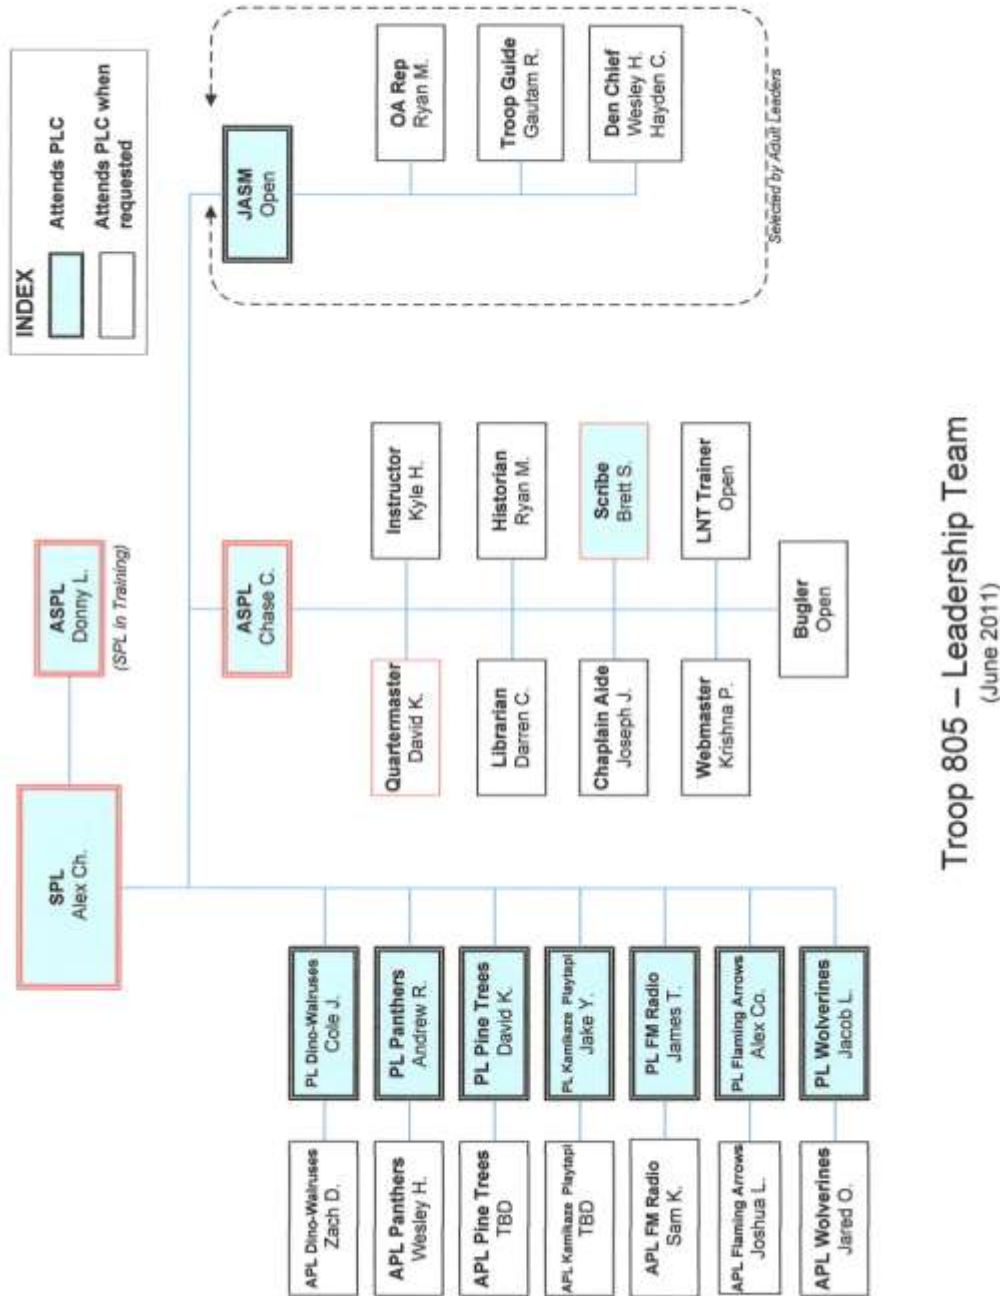 INDEX
Attends PLC
Attends PLC when
requested
SPL
Alex Ch.
ASPL
Donny L.
(SPL in Training)
ASPL
Chase C.
JASM
Open
PL Dino-Walruses
Cole J.
APL Dino-Walruses
Zach D.
PL Panthers
Andrew R.
APL Panthers
Wesley H.
PL Pine Trees
David K.
APL Pine Trees
TBD
PL Kamikaze Playtapi
Jake Y.
APL Kamikaze Playtapi
TBD
PL FM Radio
James T.
APL FM Radio
Sam K.
PL Flaming Arrows
Alex Co.
APL Flaming Arrows
Joshua L.
PL Wolverines
Jacob L.
APL Wolverines
Jared O.
Quartermaster
David K.
Instructor
Kyle H.
Librarian
Darren C.
Historian
Ryan M.
Chaplain Aide
Joseph J.
Scribe
Brett S.
Webmaster
Krishna P.
LNT Trainer
Open
Bugler
Open
OA Rep
Ryan M.
Troop Guide
Gautam R.
Den Chief
Wesley H.
Hayden C.
Selected by Adult Leaders
Troop 805 – Leadership Team
(June 2011)